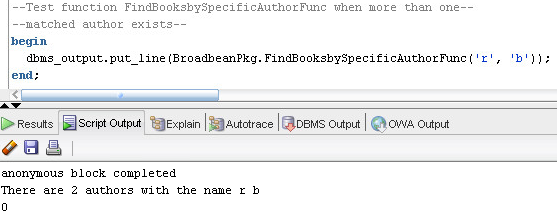 --Test function FindBooksbySpecificAuthorFunc when more than one--
--matched author exists--
begin
dbms_output.put_line(BroadbeanPkg.FindBooksbySpecificAuthorFunc('r', 'b'));
end;
Results Script Output Explain Autotrace DBMS Output OWA Output
anonymous block completed
There are 2 authors with the name r b
0